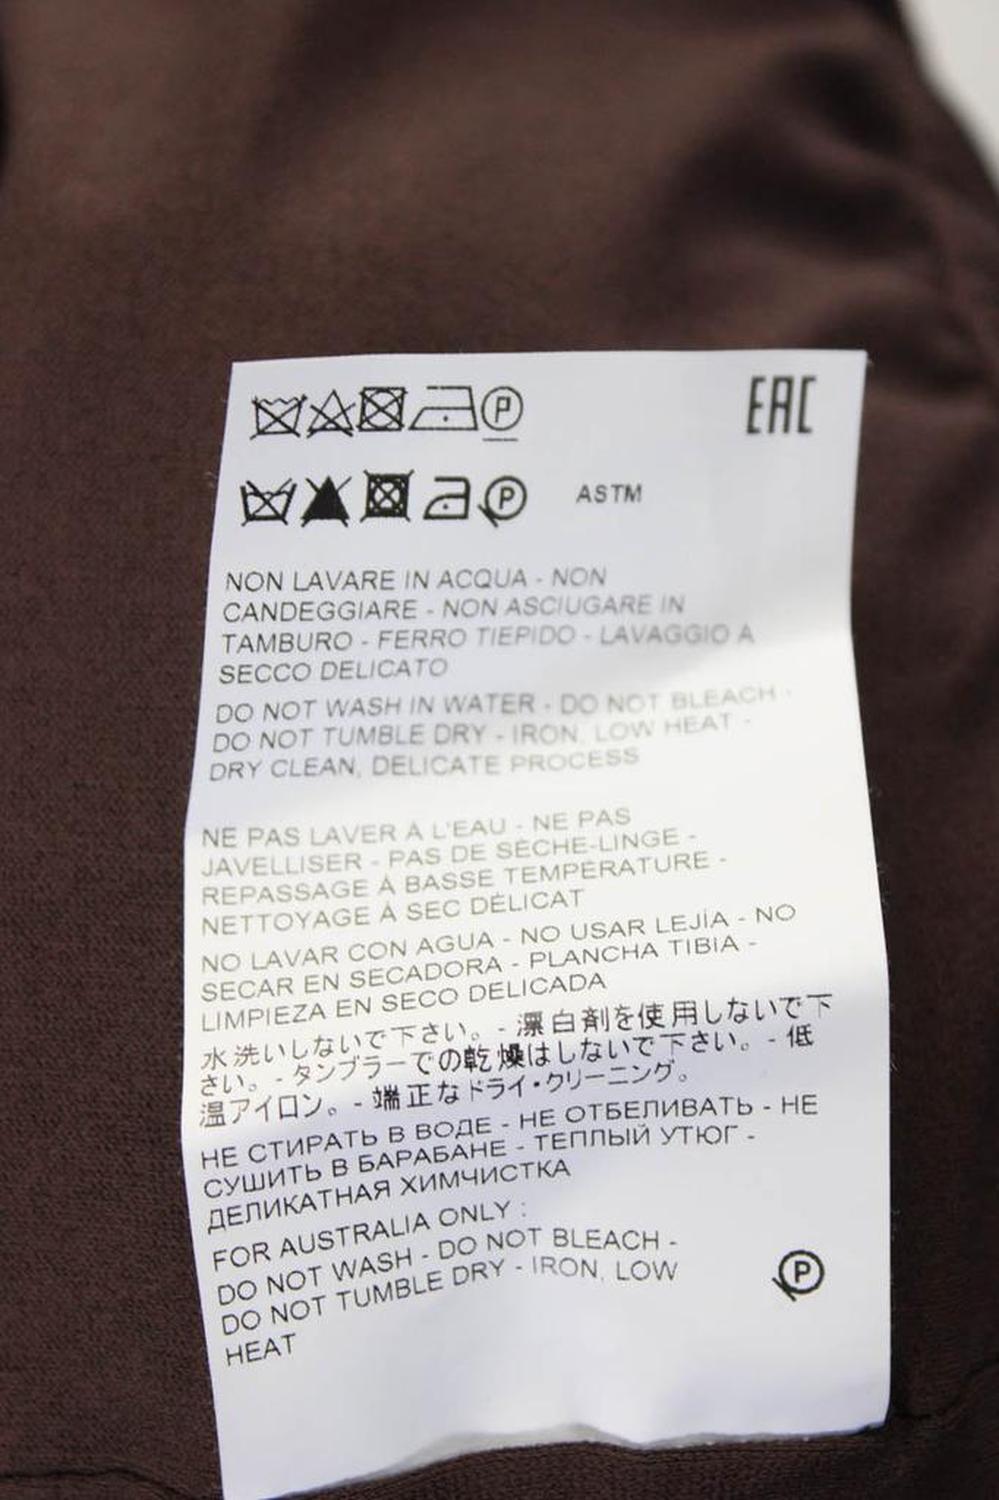 P EAC
P ASTM
NON LAVARE IN ACQUA - NON
CANDEGGIARE - NON ASCIUGARE IN
TAMBURO - FERRO TIEPIDO - LAVAGGIO A
SECCO DELICATO
DO NOT WASH IN WATER - DO NOT BLEACH -
DO NOT TUMBLE DRY - IRON, LOW HEAT -
DRY CLEAN, DELICATE PROCESS
NE PAS LAVER À L'EAU - NE PAS
JAVELLISER - PAS DE SÈCHE-LINGE -
REPASSAGE À BASSE TEMPÉRATURE -
NETTOYAGE À SEC DÉLICAT
NO LAVAR CON AGUA - NO USAR LEJÍA - NO
SECAR EN SECADORA - PLANCHA TIBIA -
LIMPIEZA EN SECO DELICADA
水洗いしないで下さい。- 漂白剤を使用しないで下
さい。- タンブラーでの乾燥はしないで下さい。- 低
温アイロン。- 端正なドライ・クリーニング。
НЕ СТИРАТЬ В ВОДЕ - НЕ ОТБЕЛИВАТЬ - НЕ
СУШИТЬ В БАРАБАНЕ - ТЕПЛЫЙ УТЮГ -
ДЕЛИКАТНАЯ ХИМЧИСТКА
FOR AUSTRALIA ONLY :
DO NOT WASH - DO NOT BLEACH -
DO NOT TUMBLE DRY - IRON, LOW
HEAT
P